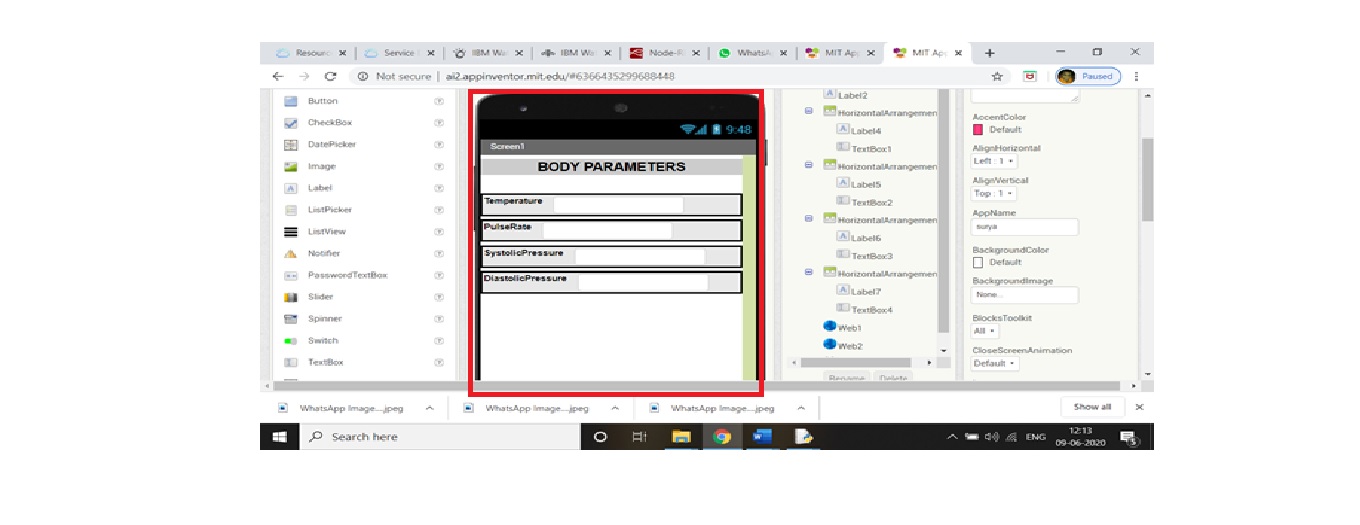 Resourc
Service
IBM Wa
IBM Wa
Node-R
WhatsA
MIT App
MIT App
Not secure | ai2.appinventor.mit.edu/#6366435299688448
Paused
Button
CheckBox
DatePicker
Image
Label
ListPicker
ListView
Notifier
PasswordTextBox
Slider
Spinner
Switch
TextBox
9:48
Screen1
BODY PARAMETERS
Temperature
PulseRate
SystolicPressure
DiastolicPressure
Label2
HorizontalArrangemen
Label4
TextBox1
HorizontalArrangemen
Label5
TextBox2
HorizontalArrangemen
Label6
TextBox3
HorizontalArrangemen
Label7
TextBox4
Web1
Web2
Rename Delete
AccentColor
Default
AlignHorizontal
Left : 1
AlignVertical
Top : 1
AppName
surya
BackgroundColor
Default
BackgroundImage
None...
BlocksToolkit
All
CloseScreenAnimation
Default
WhatsApp Image....jpeg
WhatsApp Image....jpeg
WhatsApp Image....jpeg
Show all
Search here
ENG
12:13
09-06-2020
5